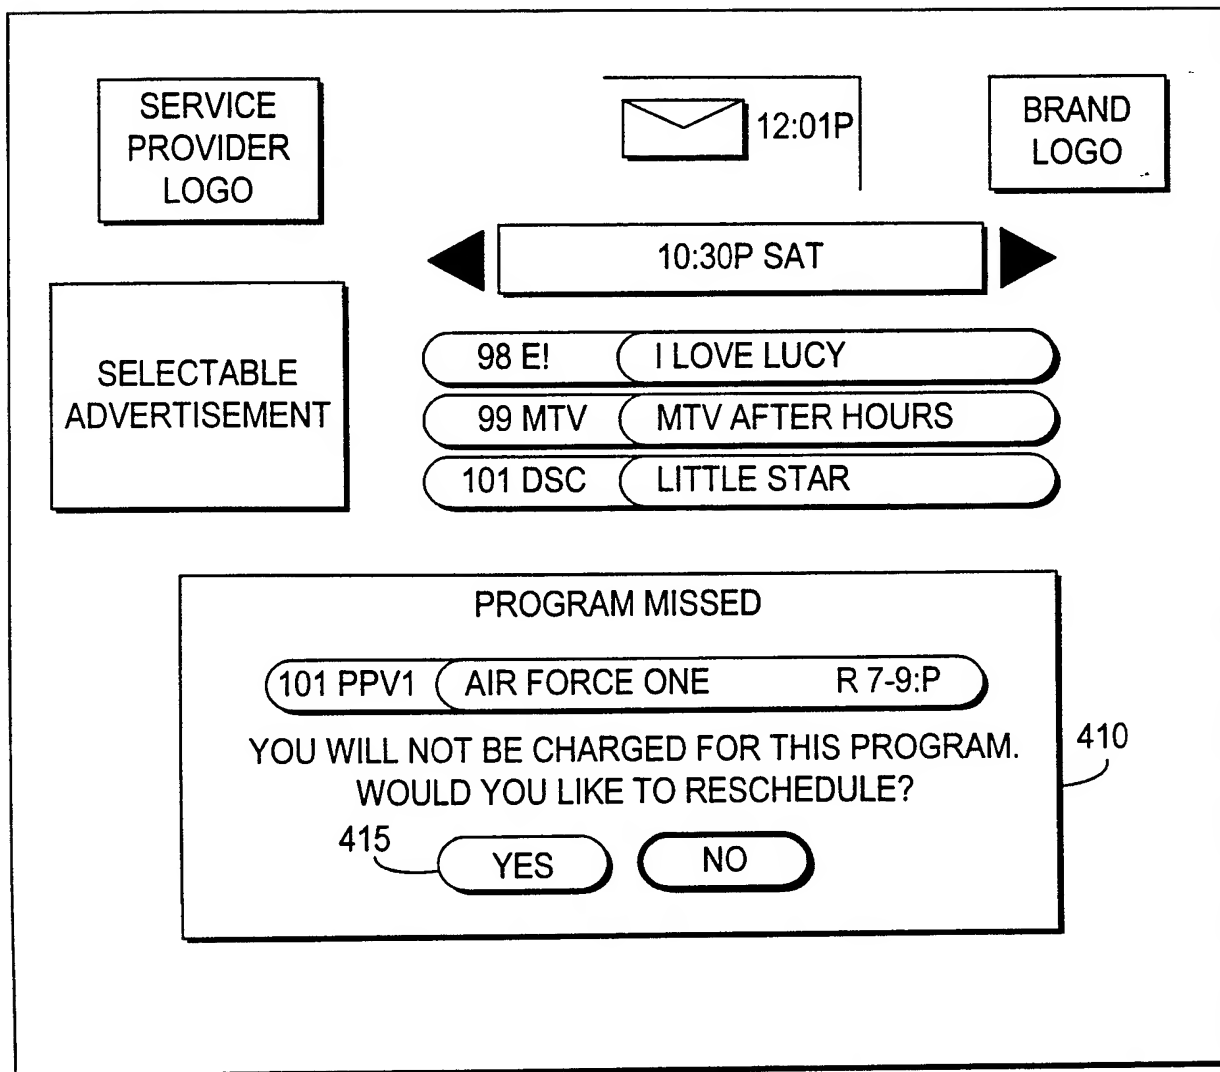 SERVICE
PROVIDER
LOGO
12:01P
BRAND
LOGO
10:30P SAT
SELECTABLE
ADVERTISEMENT
98 E! I LOVE LUCY
99 MTV MTV AFTER HOURS
101 DSC LITTLE STAR
PROGRAM MISSED
101 PPV1 AIR FORCE ONE R 7-9:P
YOU WILL NOT BE CHARGED FOR THIS PROGRAM.
WOULD YOU LIKE TO RESCHEDULE?
410
415
YES NO